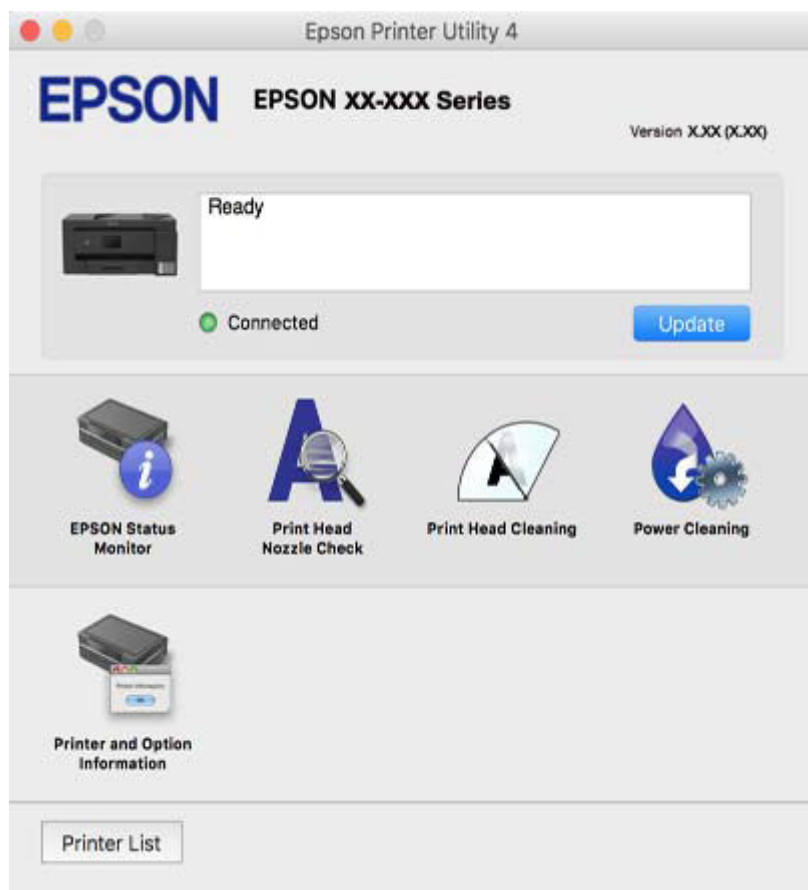 Epson Printer Utility 4
EPSON
EPSON XX-XXX Series
Version X.XX (X.XX)
Ready
Connected
Update
EPSON Status
Monitor
Print Head
Nozzle Check
Print Head Cleaning
Power Cleaning
Printer and Option
Information
Printer List